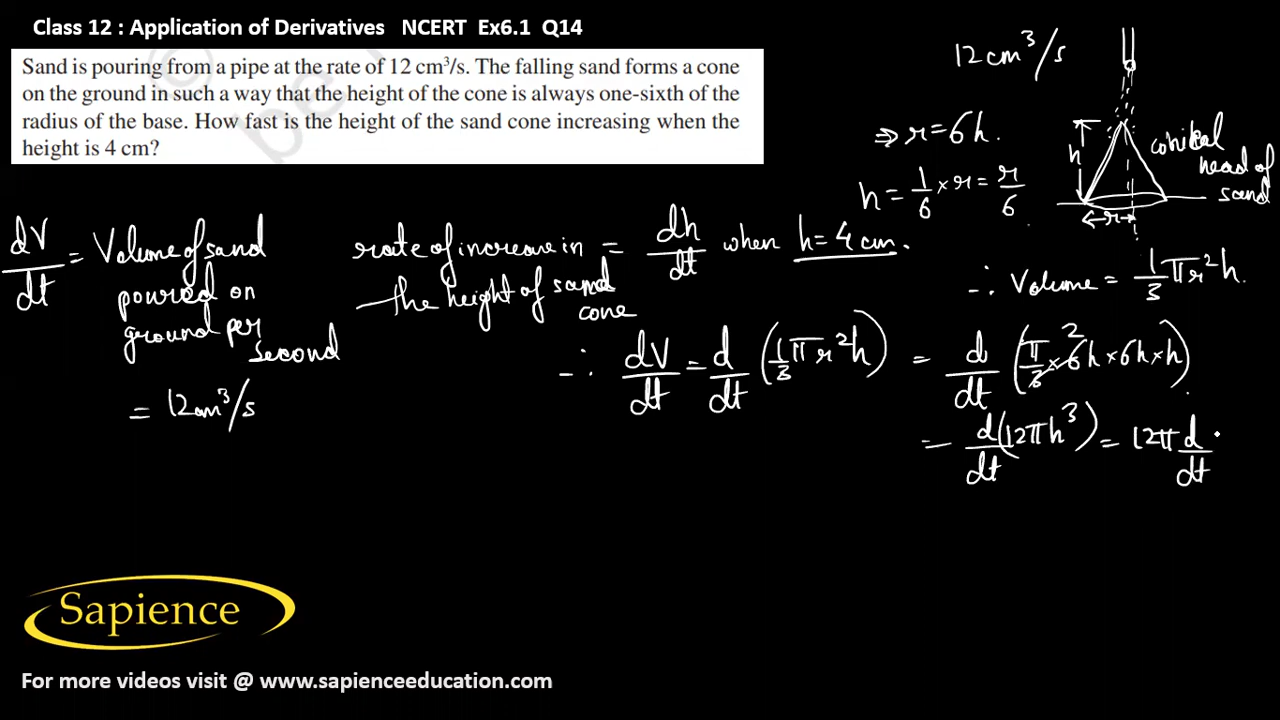 Class 12 : Application of Derivatives NCERT Ex6.1 Q14
Sand is pouring from a pipe at the rate of 12 cm³/s. The falling sand forms a cone
on the ground in such a way that the height of the cone is always one-sixth of the
radius of the base. How fast is the height of the sand cone increasing when the
height is 4 cm?
12 cm³/s
⇒ r = 6h.
h = 1/6 × r = r/6
h
r
conical
head of
sand
dV/dt = Volume of sand
poured on
ground per
second
= 12 cm³/s
rate of increase in = dh/dt when h = 4 cm.
the height of sand
cone
∴ Volume = 1/3 πr²h.
∴ dV/dt = d/dt (1/3 πr²h) = d/dt (π/3 × 6h × 6h × h)
2
= d/dt (12πh³) = 12π d/dt
Sapience
For more videos visit @ www.sapienceeducation.com